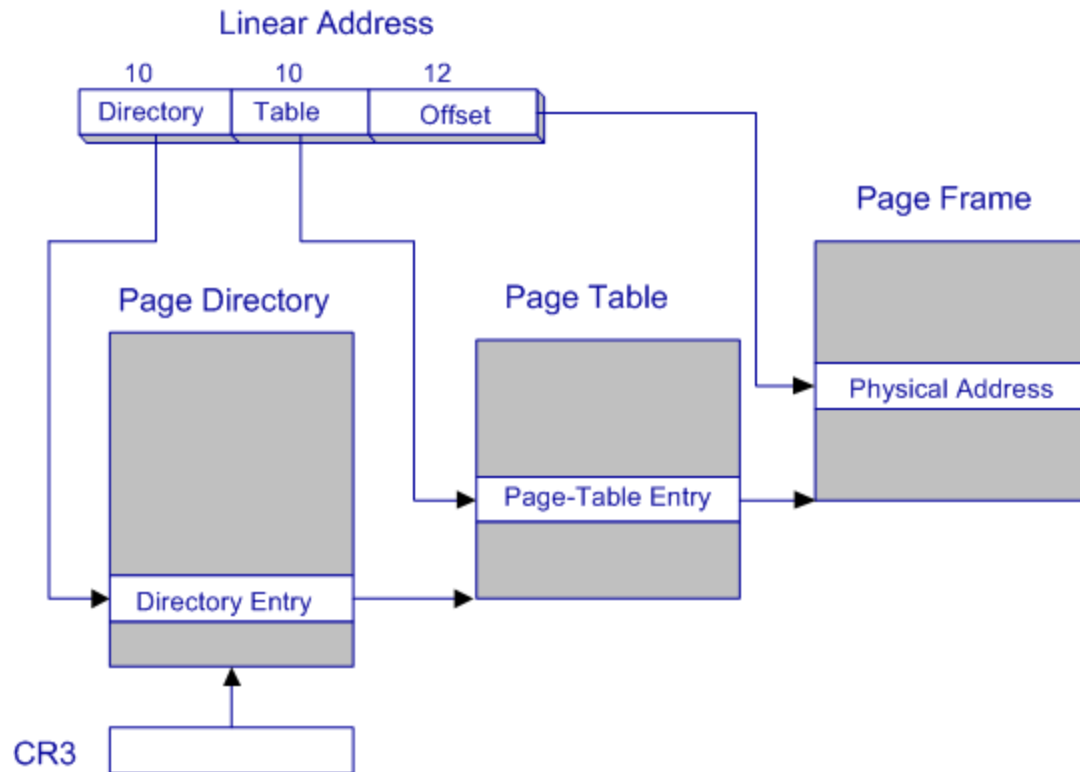 Linear Address
10 10 12
Directory Table Offset
Page Frame
Page Directory Page Table
Physical Address
Page-Table Entry
Directory Entry
CR3